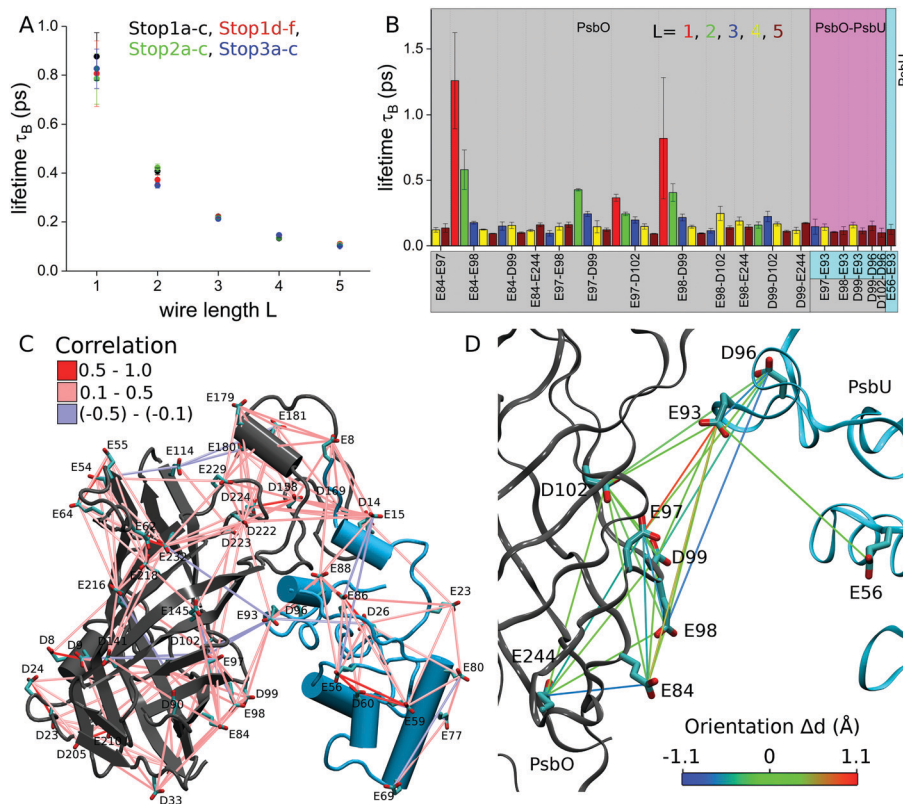 A
Stop1a-c, Stop1d-f,
Stop2a-c, Stop3a-c
1.0
0.8
0.6
0.4
0.2
0.0
lifetime τB (ps)
1 2 3 4 5
wire length L
B
PsbO
PsbO-PsbU
PsbU
L= 1, 2, 3, 4, 5
1.5
1.0
0.5
0.0
lifetime τB (ps)
E84-E97
E84-E98
E84-D99
E84-E244
E97-E98
E97-D99
E97-D102
E98-D99
E98-D102
E98-E244
D99-D102
D99-E244
E97-E93
E98-E93
D99-E93
D99-D96
D102-D96
E56-E93
C
Correlation
0.5 - 1.0
0.1 - 0.5
(-0.5) - (-0.1)
E179
E181
E180
E8
E55
E114
E54
E229
E64
D224
D158
D169
D14
E15
E62
E232
D222
D223
E218
E216
E88
E86
D26
E23
E145
E93
D96
D8
D9
D141
D102
E97
E80
D24
E56
D60
E59
D99
E98
D90
E84
E77
D23
D205
E210
D33
E69
D
D96
PsbU
E93
D102
E97
D99
E56
E98
E244
E84
PsbO
Orientation Δd (Å)
-1.1 0 1.1